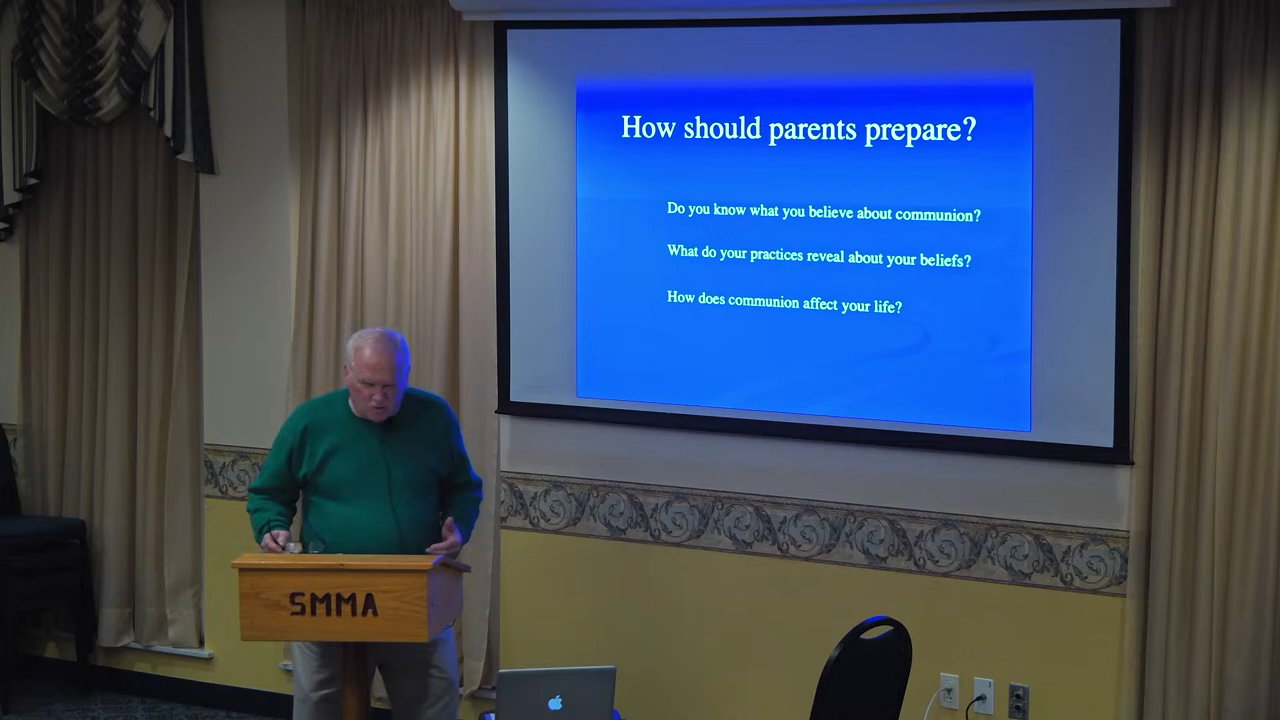 How should parents prepare?
Do you know what you believe about communion?
What do your practices reveal about your beliefs?
How does communion affect your life?
SMMA